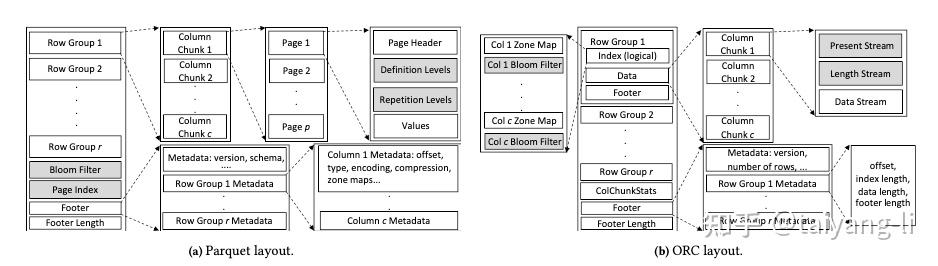 Row Group 1
Row Group 2
.
.
.
Row Group r
Bloom Filter
Page Index
Footer
Footer Length
Column
Chunk 1
Column
Chunk 2
.
.
.
Column
Chunk c
Page 1
Page 2
.
.
.
Page p
Page Header
Definition Levels
Repetition Levels
Values
Metadata: version, schema,
....
Row Group 1 Metadata
...
Row Group r Metadata
Column 1 Metadata: offset,
type, encoding, compression,
zone maps...
...
Column c Metadata
(a) Parquet layout.
Col 1 Zone Map
Col 1 Bloom Filter
.
.
Col c Zone Map
Col c Bloom Filter
Row Group 1
Index (logical)
Data
Footer
Row Group 2
.
.
.
Row Group r
ColChunkStats
Footer
Footer Length
Column
Chunk 1
Column
Chunk 2
.
.
.
Column
Chunk c
Present Stream
Length Stream
Data Stream
Metadata: version,
number of rows, ...
Row Group 1 Metadata
Row Group r Metadata
offset,
index length,
data length,
footer length
(b) ORC layout.
知乎 @taiyang-li